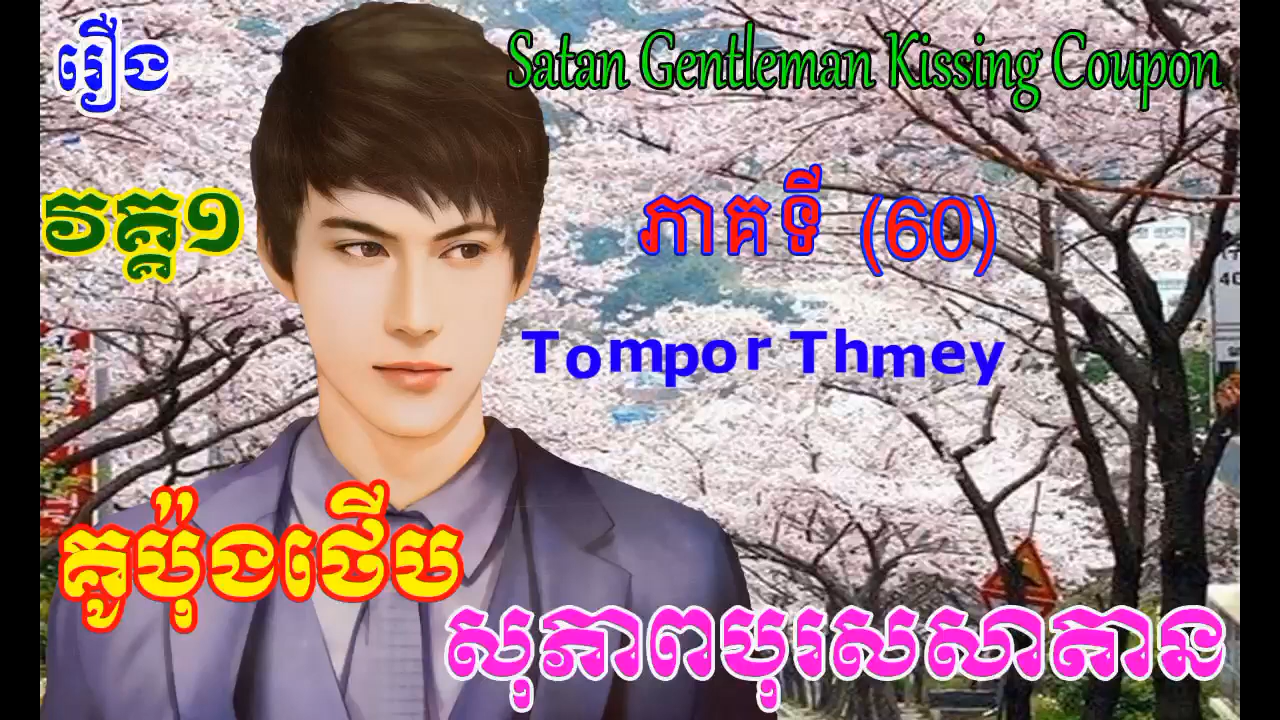 រឿង
Satan Gentleman Kissing Coupon
វគ្គ១
ភាគទី (60)
Tompor Thmey
គូប៉ុងថើប
សុភាពបុរសសាតាន